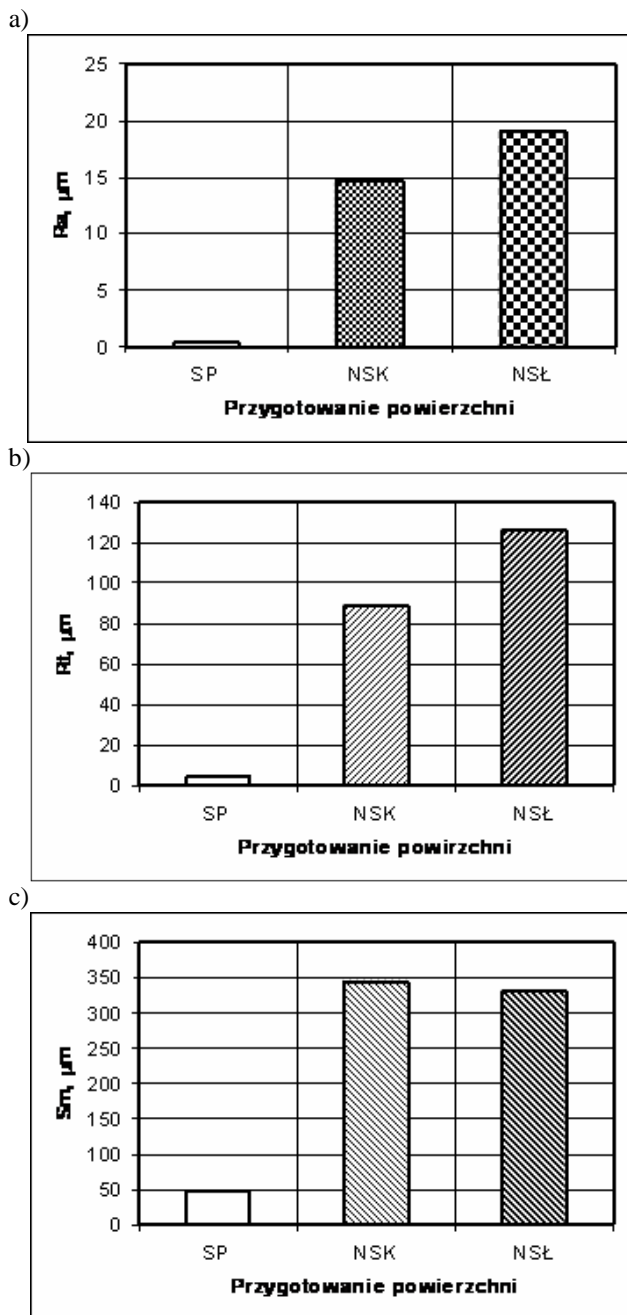 a)
25
20
15
10
5
0
Ra, µm
SP NSK NSŁ
Przygotowanie powierzchni
b)
140
120
100
80
60
40
20
0
Rt, µm
SP NSK NSŁ
Przygotowanie powirzchni
c)
400
350
300
250
200
150
100
50
0
Sm, µm
SP NSK NSŁ
Przygotowanie powierzchni